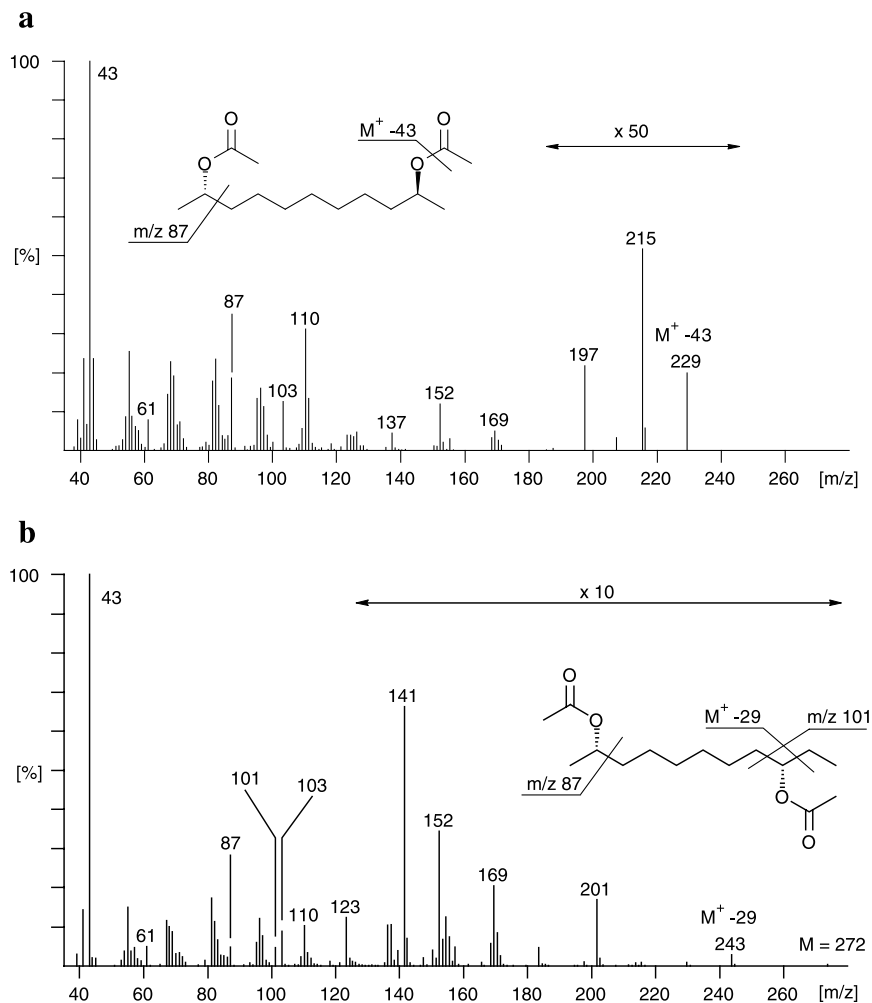 a
100
43
M+ -43
x 50
O
O
O
O
m/z 87
[%]
215
87
110
M+ -43
229
197
103
152
61
137
169
40 60 80 100 120 140 160 180 200 220 240 260 [m/z]
b
100
43
x 10
141
O
O
M+ -29
m/z 101
m/z 87
O
O
[%]
101
103
152
87
169
201
123
110
61
M+ -29
243
M = 272
40 60 80 100 120 140 160 180 200 220 240 260 [m/z]